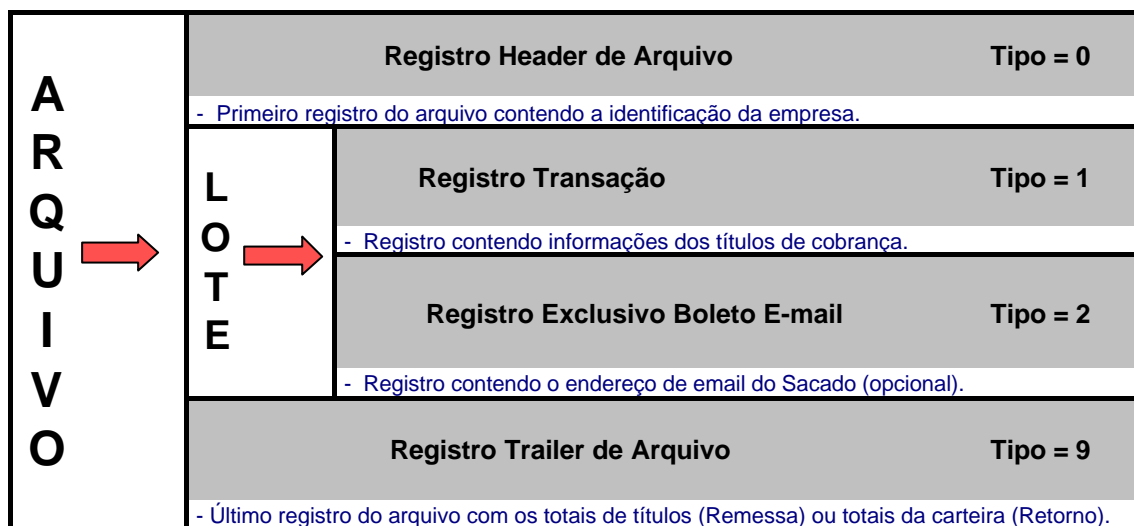 ARQUIVO
Registro Header de Arquivo Tipo = 0
- Primeiro registro do arquivo contendo a identificação da empresa.
LOTE
Registro Transação Tipo = 1
- Registro contendo informações dos títulos de cobrança.
Registro Exclusivo Boleto E-mail Tipo = 2
- Registro contendo o endereço de email do Sacado (opcional).
Registro Trailer de Arquivo Tipo = 9
- Último registro do arquivo com os totais de títulos (Remessa) ou totais da carteira (Retorno).